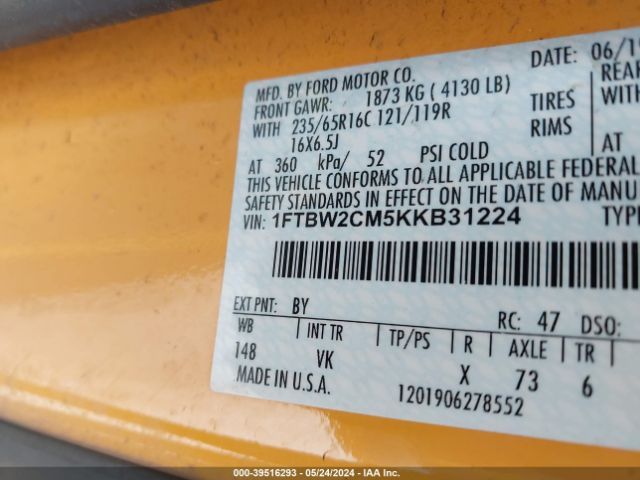 MFD. BY FORD MOTOR CO. DATE: 06/19
FRONT GAWR: 1873 KG ( 4130 LB) REAR
WITH 235/65R16C 121/119R TIRES WITH
16X6.5J RIMS
AT 360 kPa/ 52 PSI COLD AT
THIS VEHICLE CONFORMS TO ALL APPLICABLE FEDERAL
SAFETY STANDARDS IN EFFECT ON THE DATE OF MANU
VIN: 1FTBW2CM5KKB31224 TYPE
EXT PNT: BY RC: 47 DSO:
WB INT TR TP/PS R AXLE TR
148 VK X 73 6
MADE IN U.S.A. 1201906278552
000-39516293 - 05/24/2024 - IAA Inc.